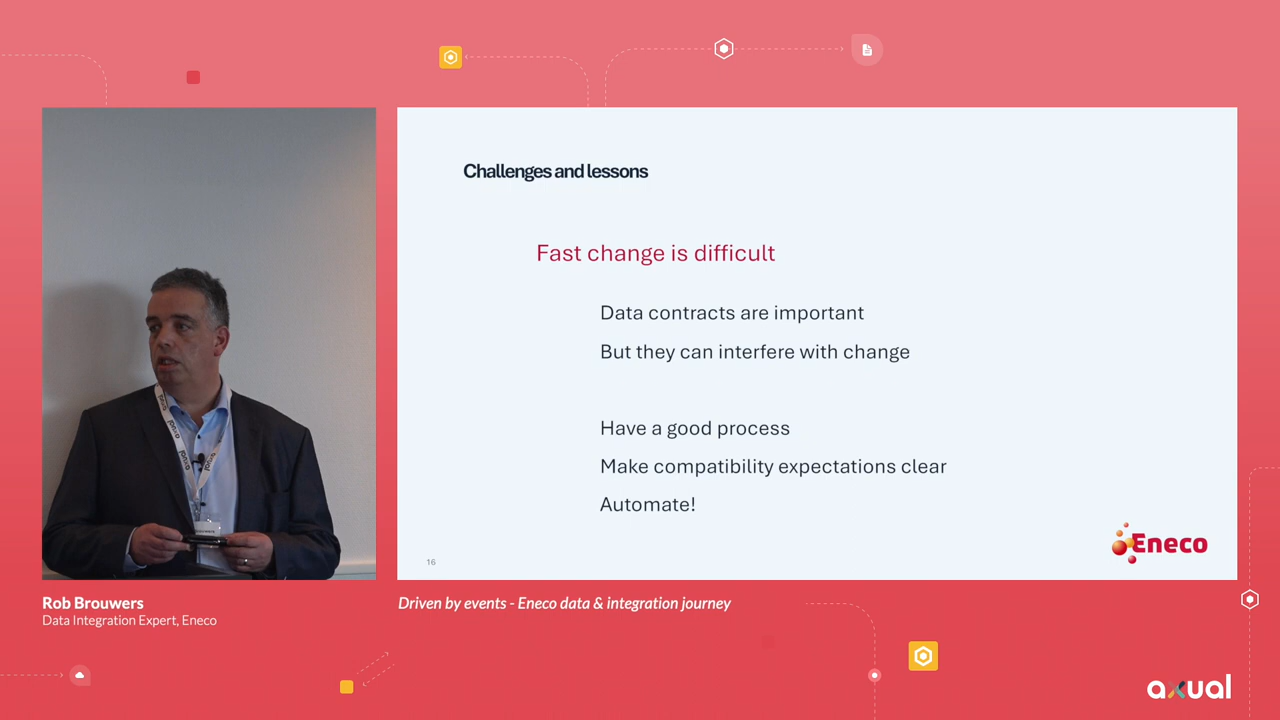 Challenges and lessons
Fast change is difficult
Data contracts are important
But they can interfere with change
Have a good process
Make compatibility expectations clear
Automate!
16
Eneco
Rob Brouwers
Data Integration Expert, Eneco
Driven by events - Eneco data & integration journey
axual